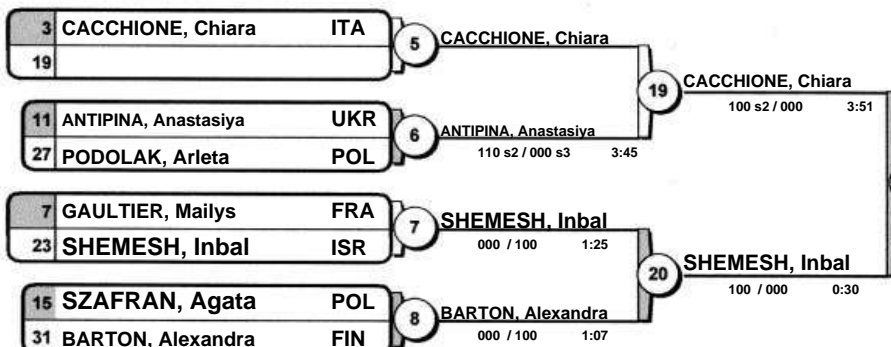 3 CACCHIONE, Chiara ITA
19
5
CACCHIONE, Chiara
11 ANTIPINA, Anastasiya UKR
27 PODOLAK, Arleta POL
6
ANTIPINA, Anastasiya
110 s2 / 000 s3 3:45
19
CACCHIONE, Chiara
100 s2 / 000 3:51
7 GAULTIER, Mailys FRA
23 SHEMESH, Inbal ISR
7
SHEMESH, Inbal
000 / 100 1:25
15 SZAFRAN, Agata POL
31 BARTON, Alexandra FIN
8
BARTON, Alexandra
000 / 100 1:07
20
SHEMESH, Inbal
100 / 000 0:30